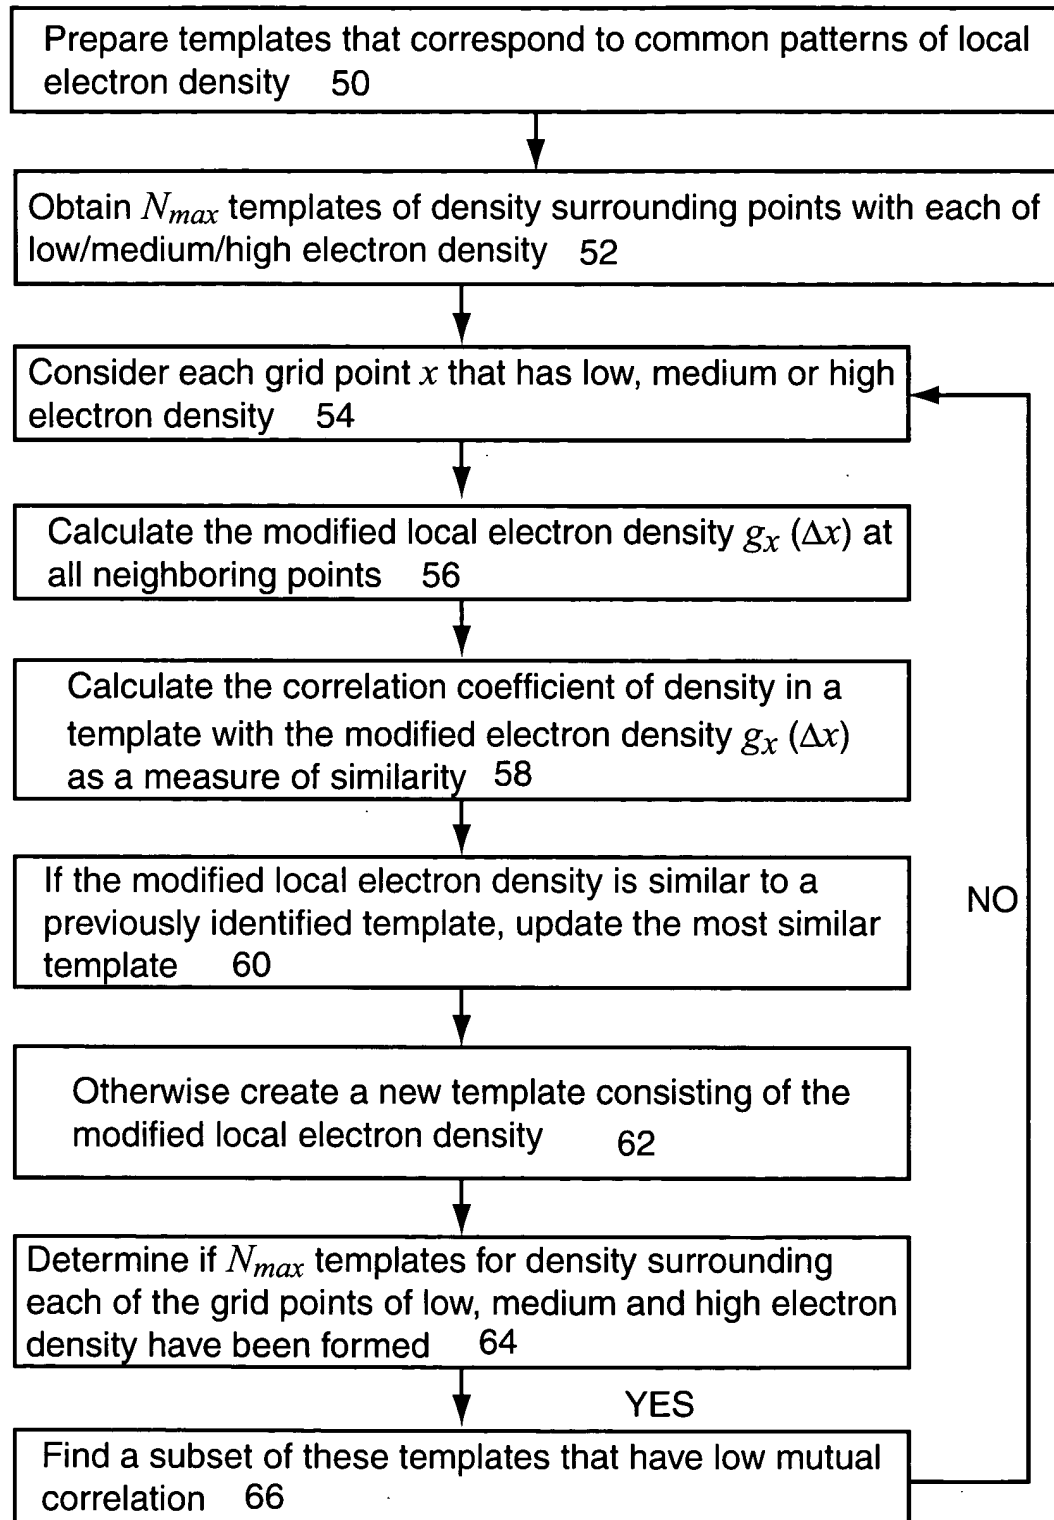 Prepare templates that correspond to common patterns of local
electron density 50
Obtain N_max templates of density surrounding points with each of
low/medium/high electron density 52
Consider each grid point x that has low, medium or high
electron density 54
Calculate the modified local electron density g_x (Δx) at
all neighboring points 56
Calculate the correlation coefficient of density in a
template with the modified electron density g_x (Δx)
as a measure of similarity 58
If the modified local electron density is similar to a
previously identified template, update the most similar
template 60
NO
Otherwise create a new template consisting of the
modified local electron density 62
Determine if N_max templates for density surrounding
each of the grid points of low, medium and high electron
density have been formed 64
YES
Find a subset of these templates that have low mutual
correlation 66